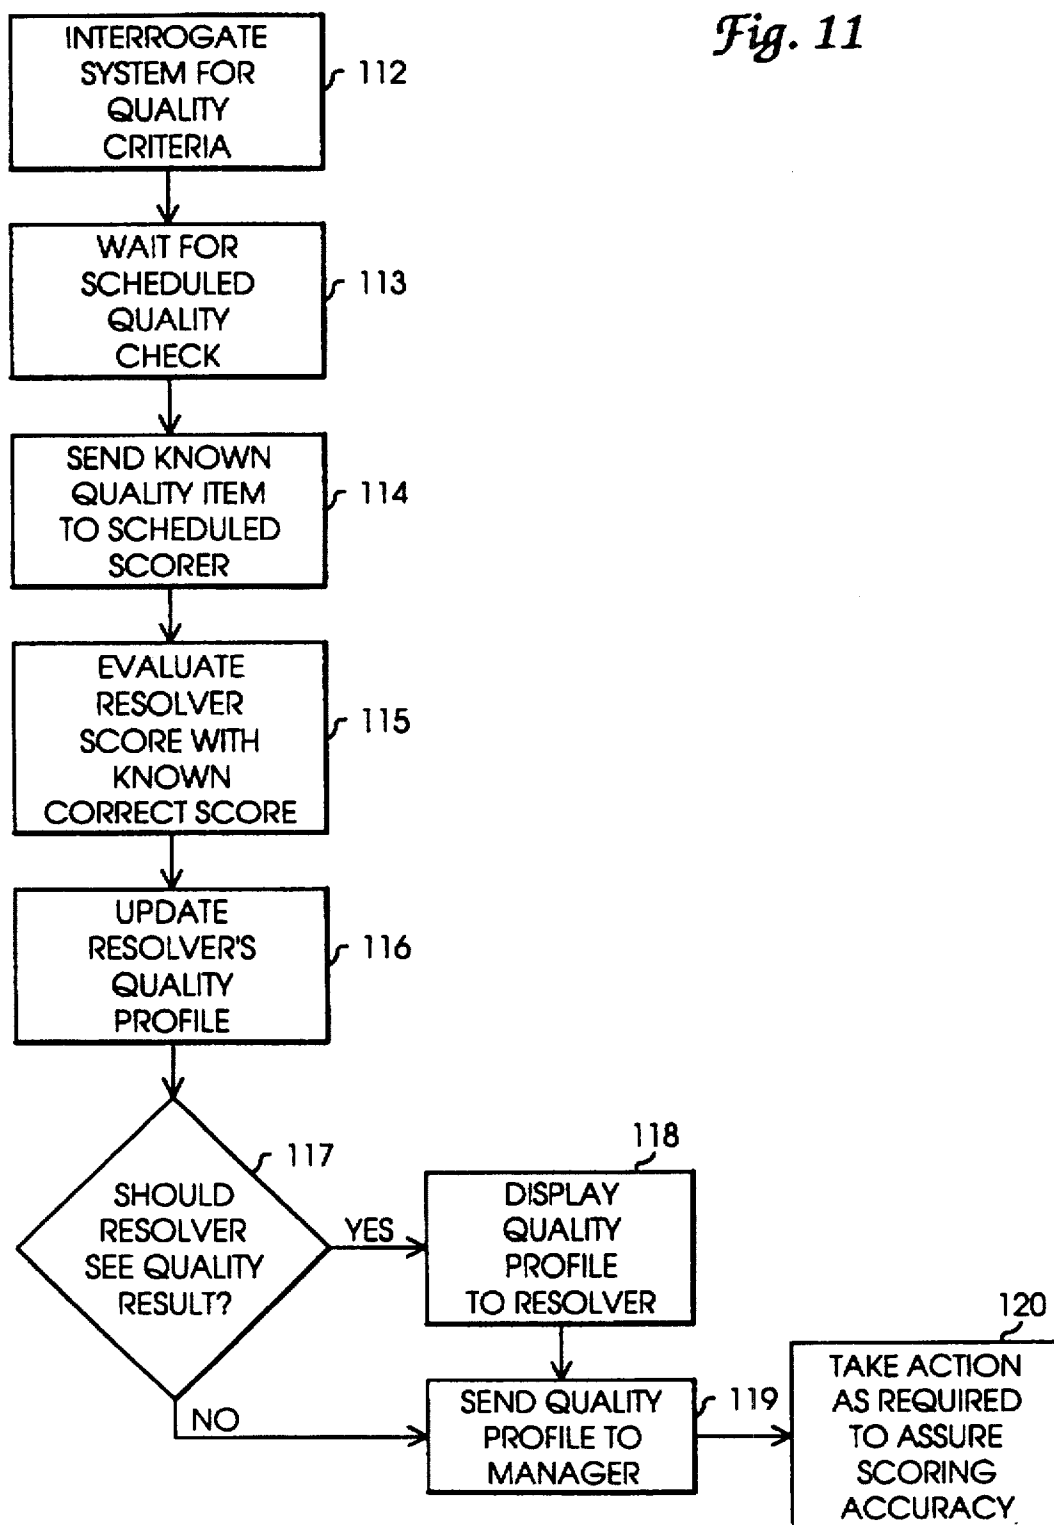 Fig. 11
INTERROGATE
SYSTEM FOR
QUALITY
CRITERIA
112
WAIT FOR
SCHEDULED
QUALITY
CHECK
113
SEND KNOWN
QUALITY ITEM
TO SCHEDULED
SCORER
114
EVALUATE
RESOLVER
SCORE WITH
KNOWN
CORRECT SCORE
115
UPDATE
RESOLVER'S
QUALITY
PROFILE
116
SHOULD
RESOLVER
SEE QUALITY
RESULT?
117
YES
NO
DISPLAY
QUALITY
PROFILE
TO RESOLVER
118
SEND QUALITY
PROFILE TO
MANAGER
119
TAKE ACTION
AS REQUIRED
TO ASSURE
SCORING
ACCURACY
120